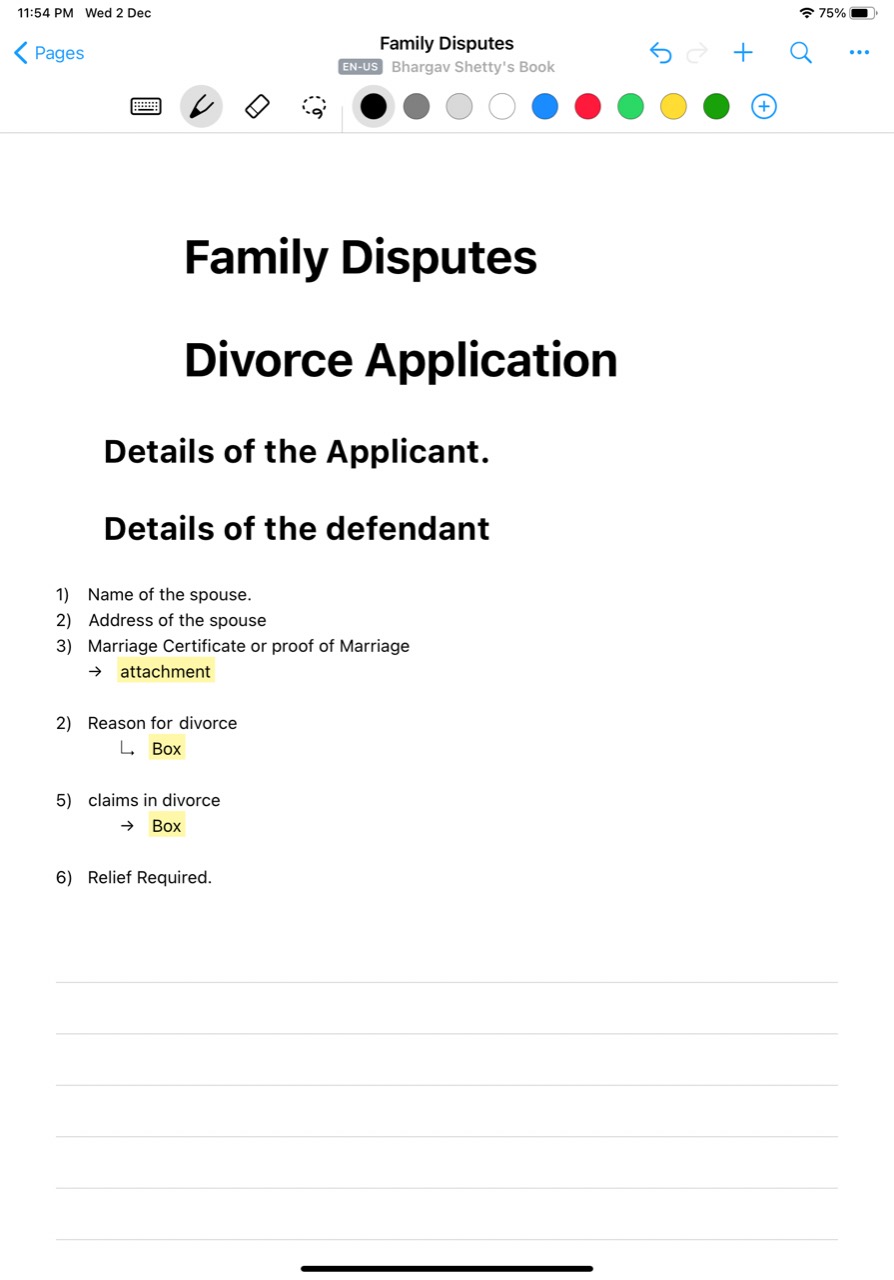 11:54 PM Wed 2 Dec 75%
Pages
Family Disputes
EN-US Bhargav Shetty's Book
Family Disputes
Divorce Application
Details of the Applicant.
Details of the defendant
1) Name of the spouse.
2) Address of the spouse
3) Marriage Certificate or proof of Marriage
→ attachment
2) Reason for divorce
↳ Box
5) claims in divorce
→ Box
6) Relief Required.